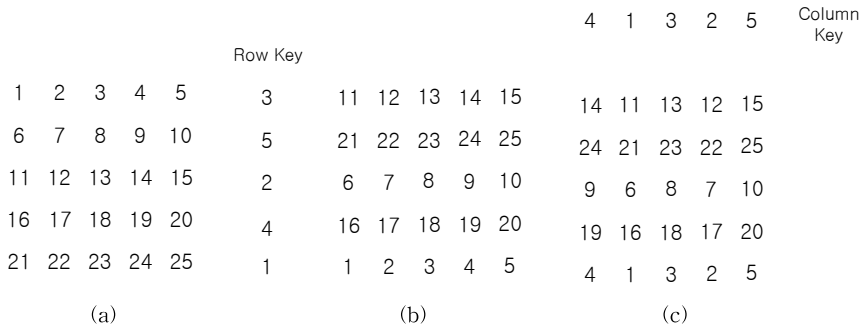 4 1 3 2 5 Column Key
Row Key
1 2 3 4 5 3 11 12 13 14 15 14 11 13 12 15
6 7 8 9 10 5 21 22 23 24 25 24 21 23 22 25
11 12 13 14 15 2 6 7 8 9 10 9 6 8 7 10
16 17 18 19 20 4 16 17 18 19 20 19 16 18 17 20
21 22 23 24 25 1 1 2 3 4 5 4 1 3 2 5
(a) (b) (c)